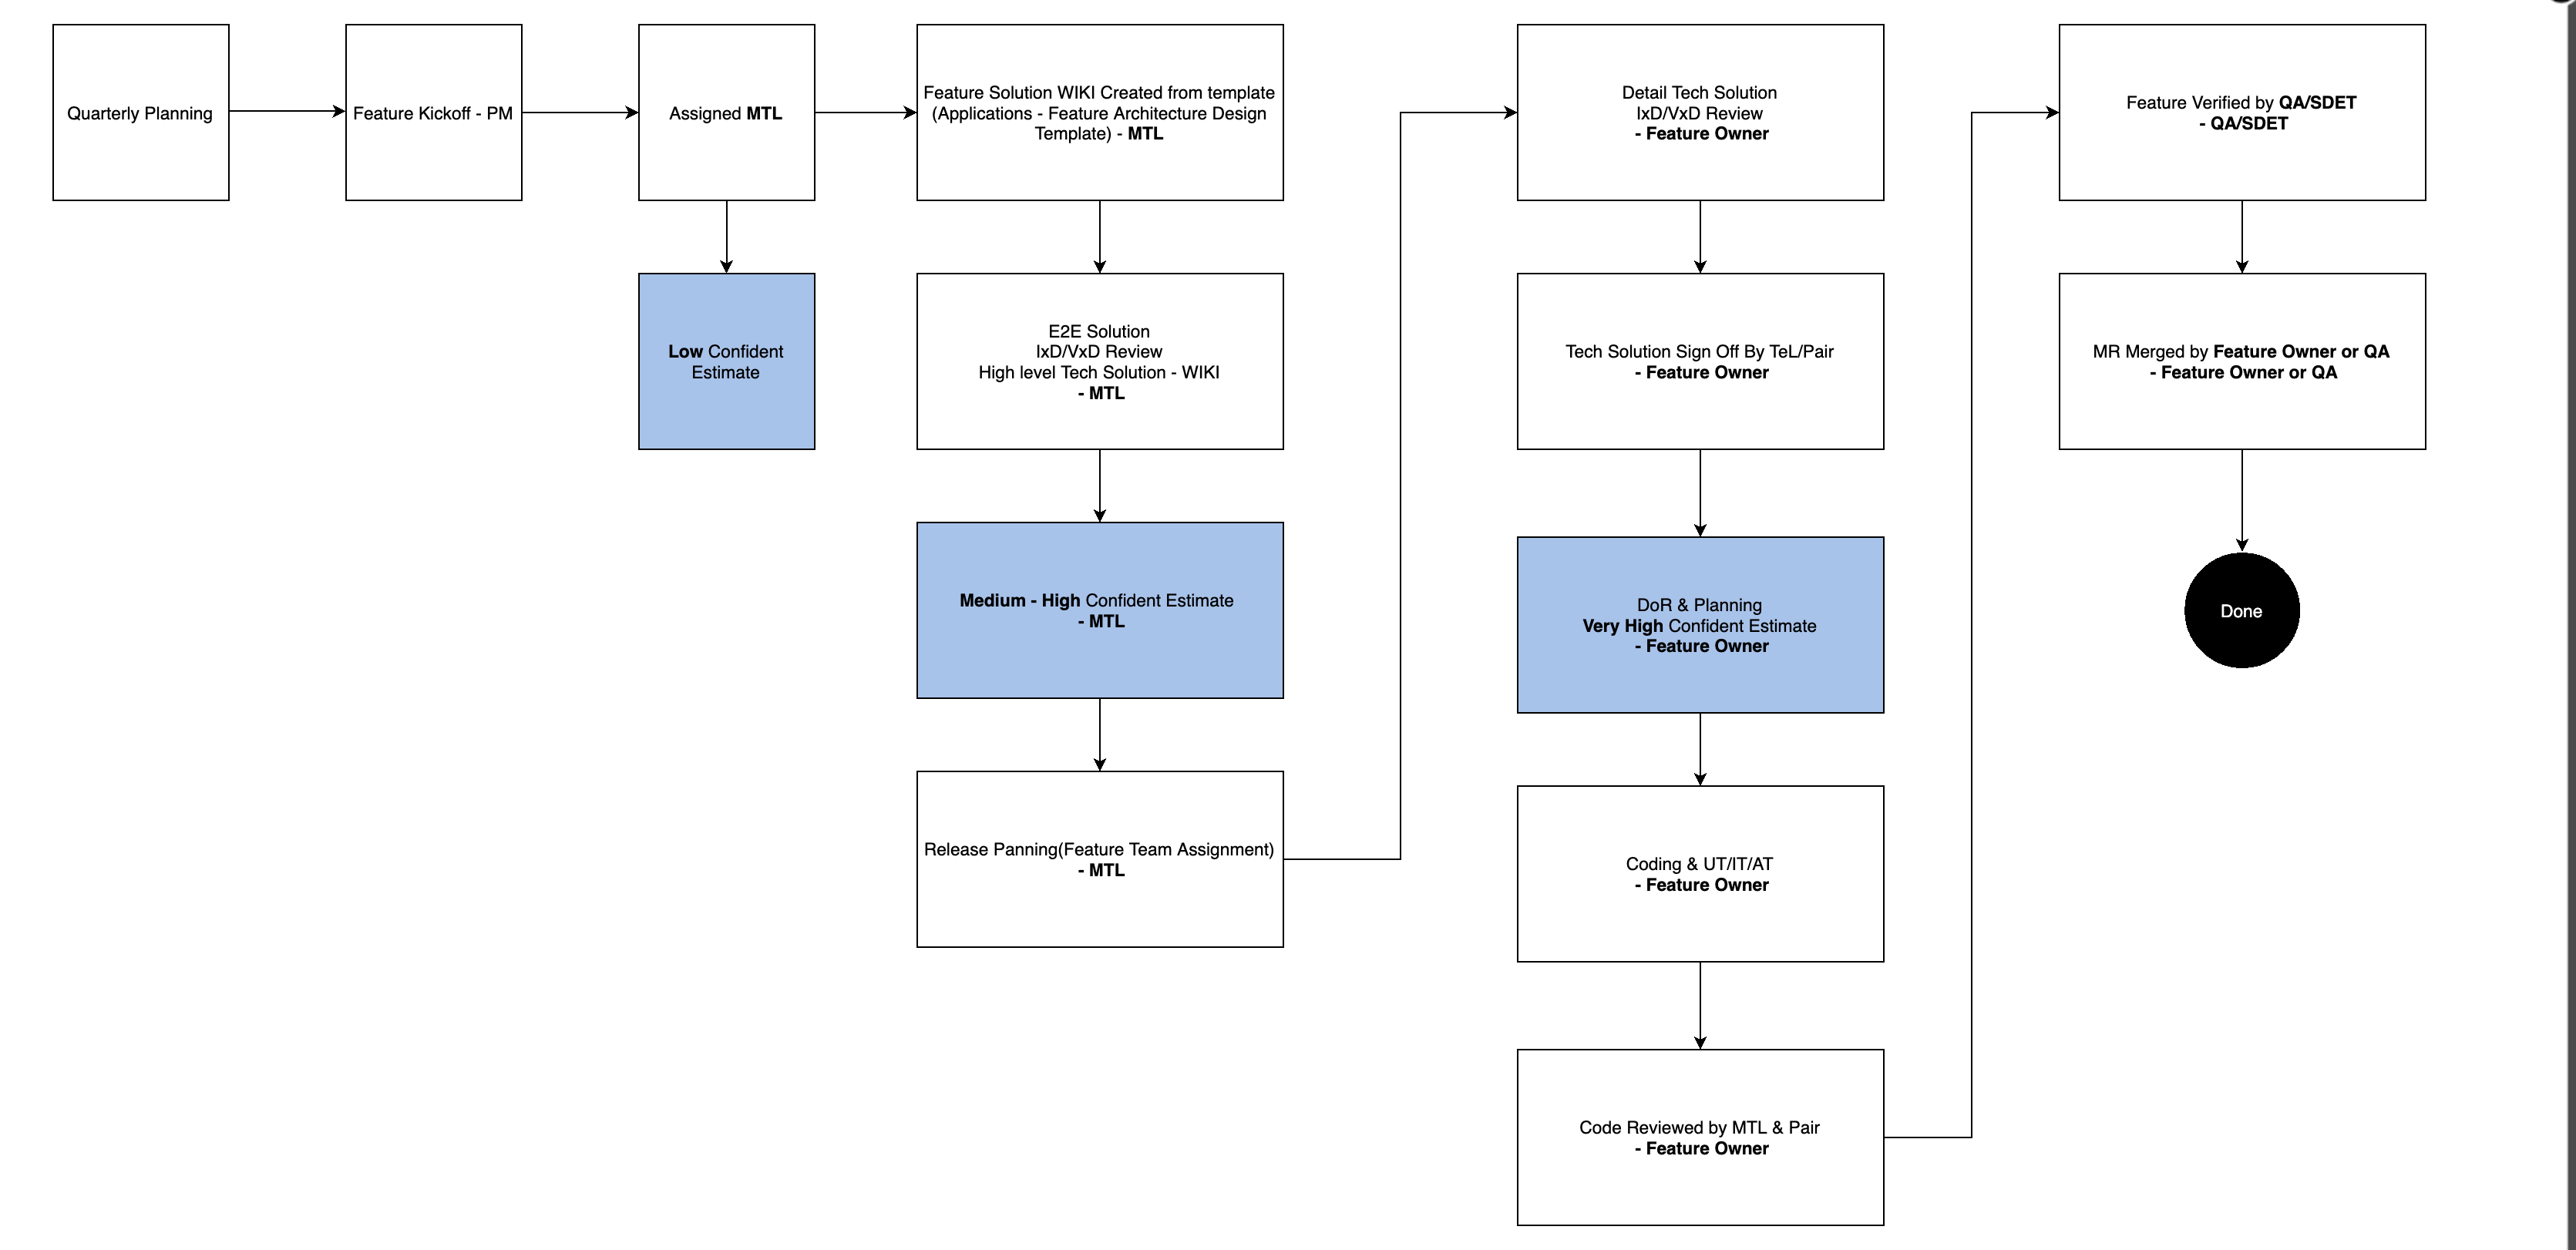 Quarterly Planning
Feature Kickoff - PM
Assigned MTL
Low Confident
Estimate
Feature Solution WIKI Created from template
(Applications - Feature Architecture Design
Template) - MTL
E2E Solution
IxD/VxD Review
High level Tech Solution - WIKI
- MTL
Medium - High Confident Estimate
- MTL
Release Panning(Feature Team Assignment)
- MTL
Detail Tech Solution
IxD/VxD Review
- Feature Owner
Tech Solution Sign Off By TeL/Pair
- Feature Owner
DoR & Planning
Very High Confident Estimate
- Feature Owner
Coding & UT/IT/AT
- Feature Owner
Code Reviewed by MTL & Pair
- Feature Owner
Feature Verified by QA/SDET
- QA/SDET
MR Merged by Feature Owner or QA
- Feature Owner or QA
Done